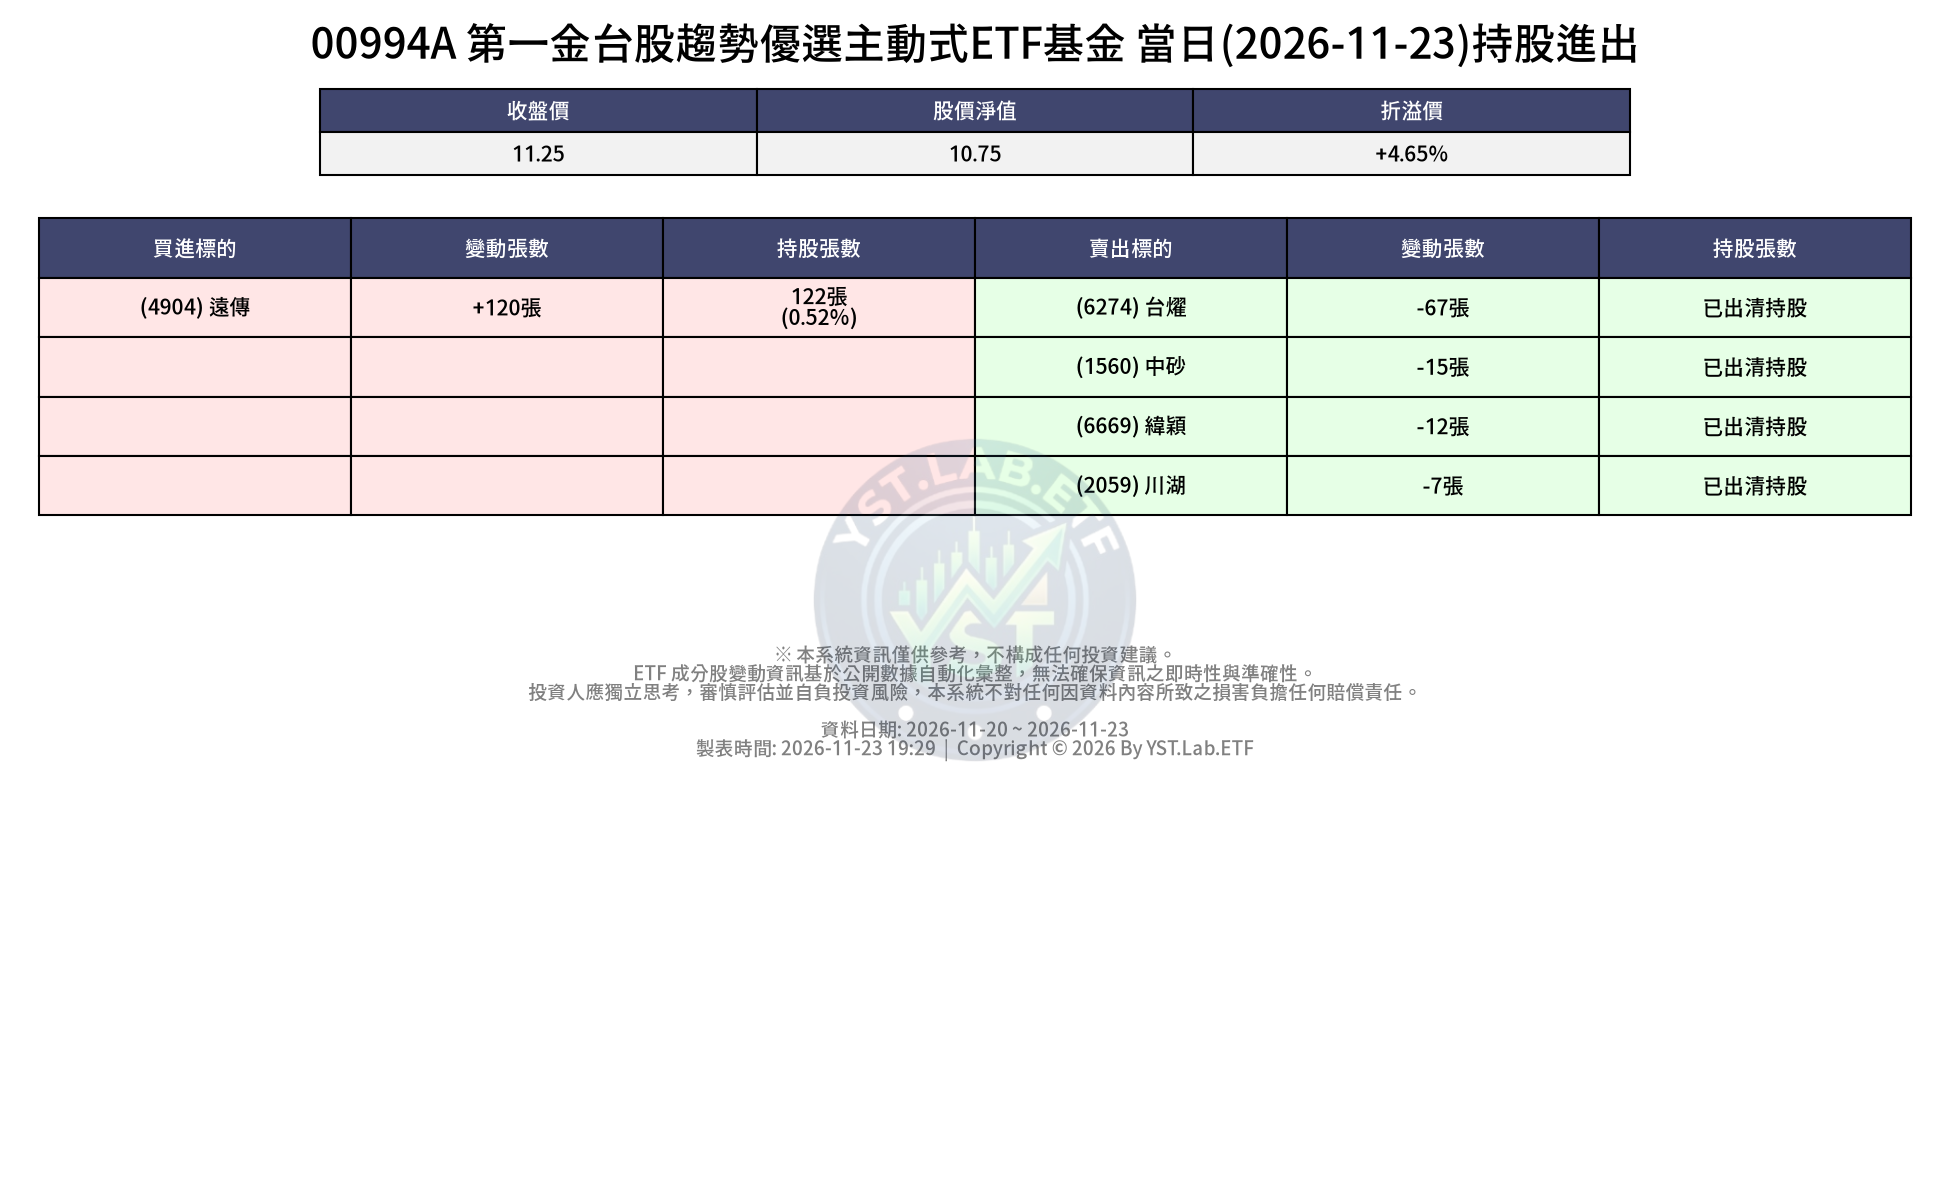 00994A 第一金台股趨勢優選主動式ETF基金 當日(2026-11-23)持股進出
收盤價 股價淨值 折溢價
11.25 10.75 +4.65%
買進標的 變動張數 持股張數 賣出標的 變動張數 持股張數
(4904) 遠傳 +120張 122張 (0.52%) (6274) 台燿 -67張 已出清持股
(1560) 中砂 -15張 已出清持股
(6669) 緯穎 -12張 已出清持股
(2059) 川湖 -7張 已出清持股
YST.LAB.ETF
YST
※ 本系統資訊僅供參考，不構成任何投資建議。
ETF 成分股變動資訊基於公開數據自動化彙整，無法確保資訊之即時性與準確性。
投資人應獨立思考，審慎評估並自負投資風險，本系統不對任何因資料內容所致之損害負擔任何賠償責任。
資料日期: 2026-11-20 ~ 2026-11-23
製表時間: 2026-11-23 19:29｜Copyright © 2026 By YST.Lab.ETF